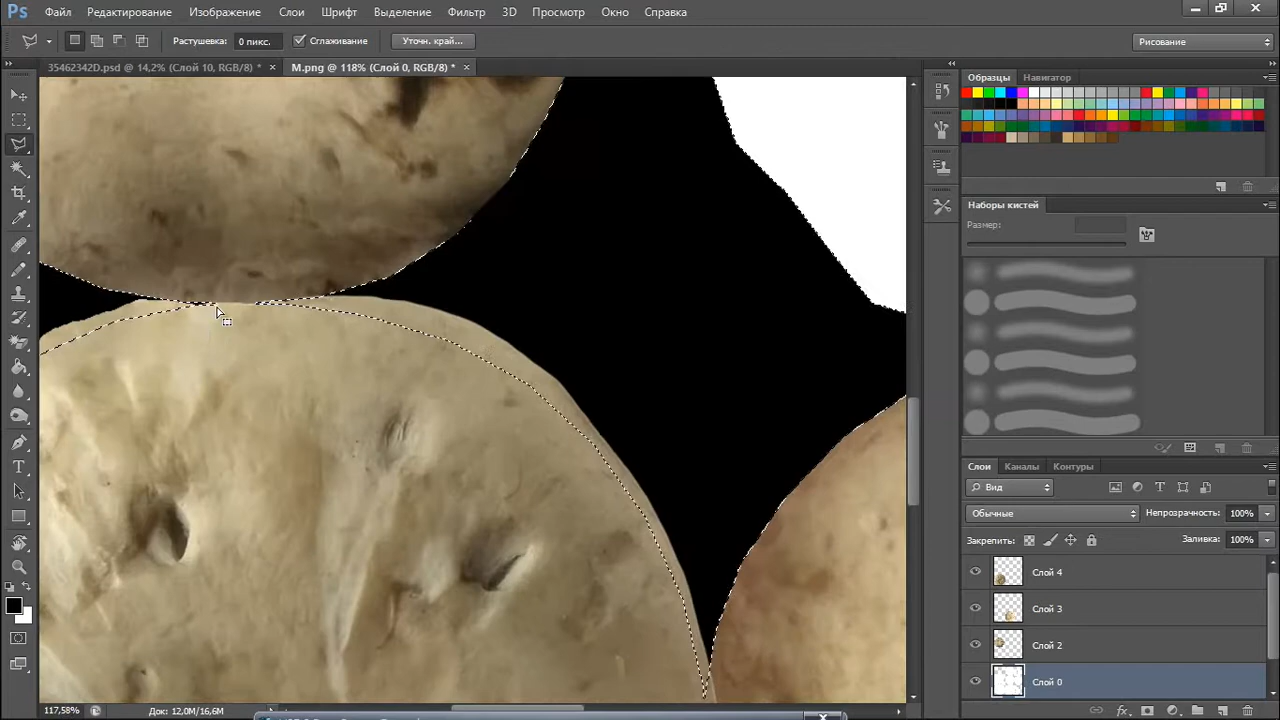 Ps Файл Редактирование Изображение Слои Шрифт Выделение Фильтр 3D Просмотр Окно Справка
Растушевка: 0 пикс. Сглаживание Уточн. край... Рисование
35462342D.psd @ 14,2% (Слой 10, RGB/8) * × M.png @ 118% (Слой 0, RGB/8) * ×
Образцы Навигатор
Наборы кистей
Размер:
Слои Каналы Контуры
Вид
Обычные Непрозрачность: 100%
Закрепить: Заливка: 100%
Слой 4
Слой 3
Слой 2
Слой 0
117,58% Док: 12,0M/16,6M